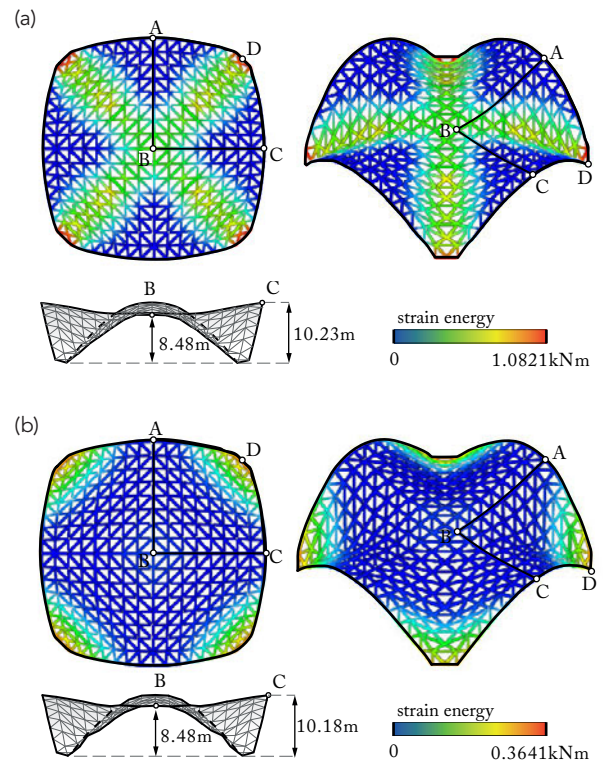 (a)
A
D
B
C
A
B
C
D
B
C
8.48m
10.23m
strain energy
0
1.0821kNm
(b)
A
D
B
C
A
B
C
D
B
C
8.48m
10.18m
strain energy
0
0.3641kNm